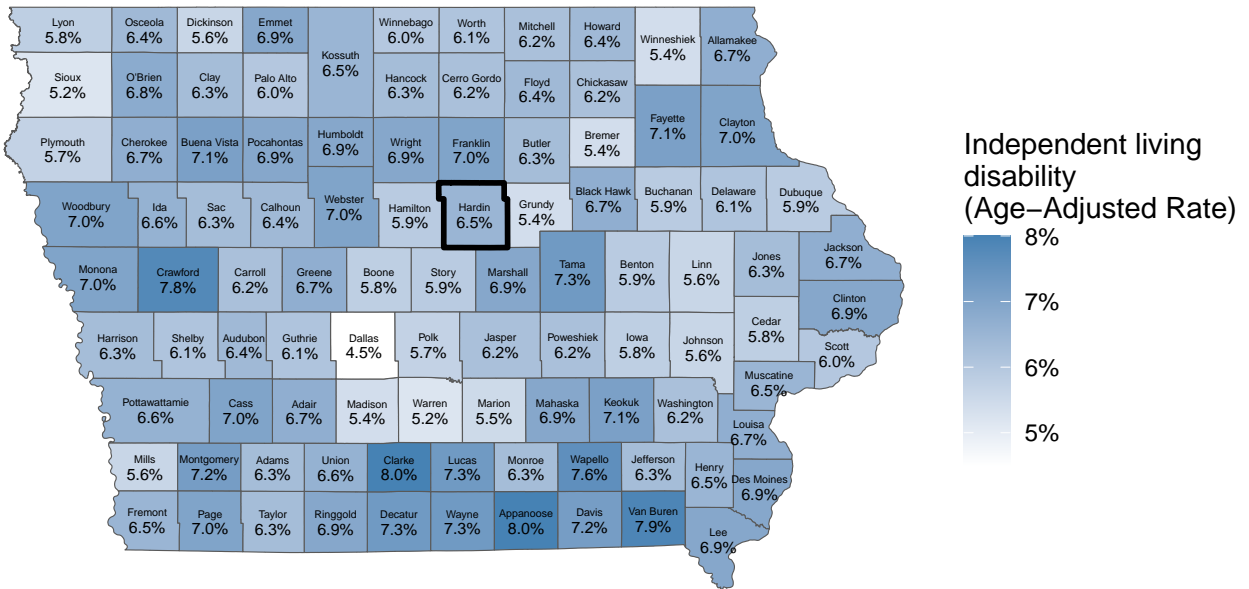 Lyon
5.8%
Osceola
6.4%
Dickinson
5.6%
Emmet
6.9%
Kossuth
6.5%
Winnebago
6.0%
Worth
6.1%
Mitchell
6.2%
Howard
6.4%
Winneshiek
5.4%
Allamakee
6.7%
Sioux
5.2%
O'Brien
6.8%
Clay
6.3%
Palo Alto
6.0%
Hancock
6.3%
Cerro Gordo
6.2%
Floyd
6.4%
Chickasaw
6.2%
Fayette
7.1%
Clayton
7.0%
Plymouth
5.7%
Cherokee
6.7%
Buena Vista
7.1%
Pocahontas
6.9%
Humboldt
6.9%
Wright
6.9%
Franklin
7.0%
Butler
6.3%
Bremer
5.4%
Woodbury
7.0%
Ida
6.6%
Sac
6.3%
Calhoun
6.4%
Webster
7.0%
Hamilton
5.9%
Hardin
6.5%
Grundy
5.4%
Black Hawk
6.7%
Buchanan
5.9%
Delaware
6.1%
Dubuque
5.9%
Monona
7.0%
Crawford
7.8%
Carroll
6.2%
Greene
6.7%
Boone
5.8%
Story
5.9%
Marshall
6.9%
Tama
7.3%
Benton
5.9%
Linn
5.6%
Jones
6.3%
Jackson
6.7%
Clinton
6.9%
Harrison
6.3%
Shelby
6.1%
Audubon
6.4%
Guthrie
6.1%
Dallas
4.5%
Polk
5.7%
Jasper
6.2%
Poweshiek
6.2%
Iowa
5.8%
Johnson
5.6%
Cedar
5.8%
Scott
6.0%
Muscatine
6.5%
Pottawattamie
6.6%
Cass
7.0%
Adair
6.7%
Madison
5.4%
Warren
5.2%
Marion
5.5%
Mahaska
6.9%
Keokuk
7.1%
Washington
6.2%
Louisa
6.7%
Mills
5.6%
Montgomery
7.2%
Adams
6.3%
Union
6.6%
Clarke
8.0%
Lucas
7.3%
Monroe
6.3%
Wapello
7.6%
Jefferson
6.3%
Henry
6.5%
Des Moines
6.9%
Fremont
6.5%
Page
7.0%
Taylor
6.3%
Ringgold
6.9%
Decatur
7.3%
Wayne
7.3%
Appanoose
8.0%
Davis
7.2%
Van Buren
7.9%
Lee
6.9%
Independent living
disability
(Age−Adjusted Rate)
8%
7%
6%
5%